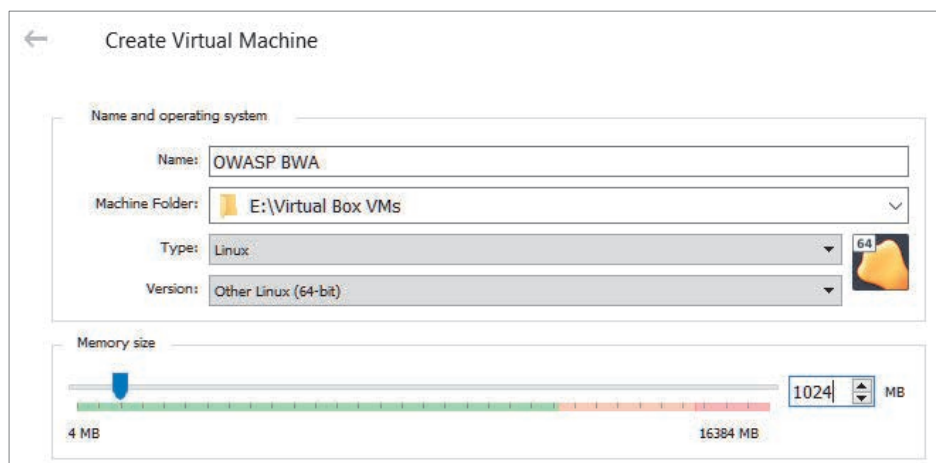 Create Virtual Machine
Name and operating system
Name: OWASP BWA
Machine Folder: E:\Virtual Box VMs
Type: Linux
64
Version: Other Linux (64-bit)
Memory size
1024 MB
4 MB 16384 MB